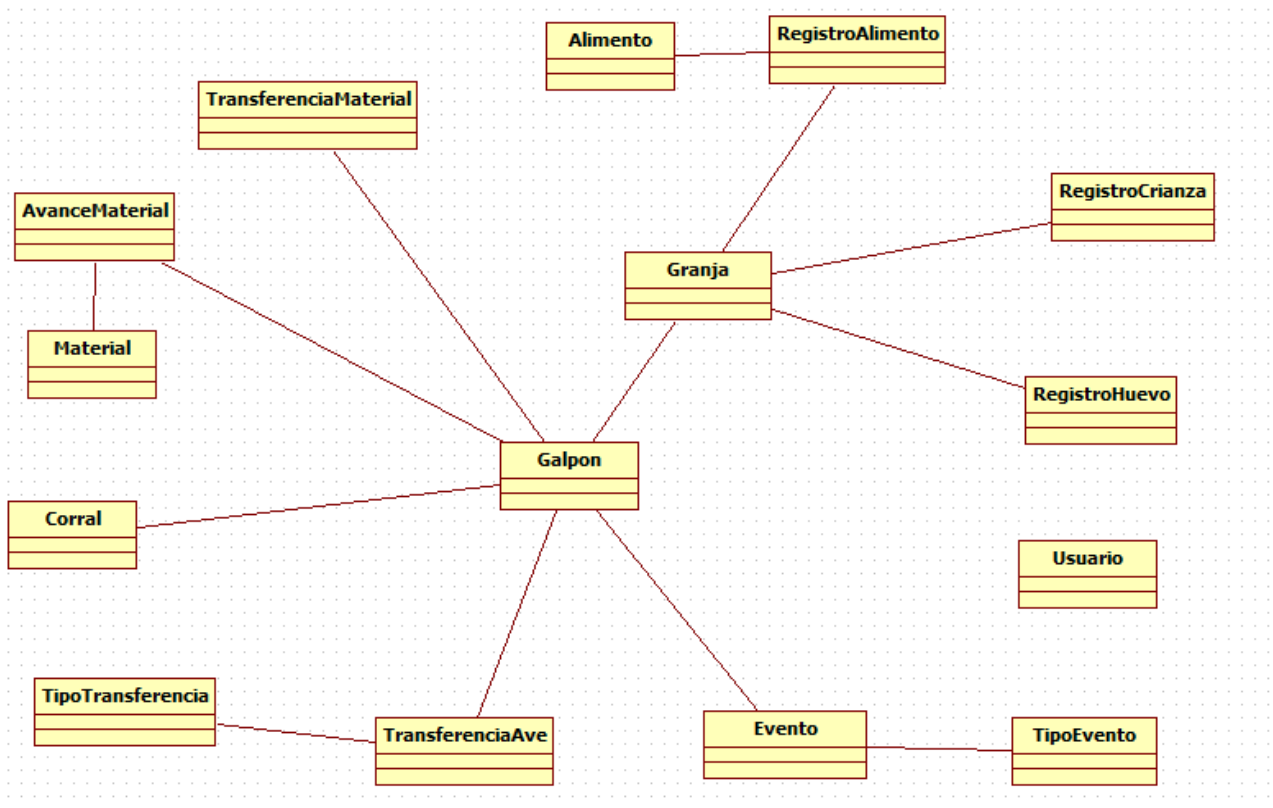 Alimento
RegistroAlimento
TransferenciaMaterial
AvanceMaterial
RegistroCrianza
Granja
Material
RegistroHuevo
Galpon
Corral
Usuario
TipoTransferencia
TransferenciaAve
Evento
TipoEvento